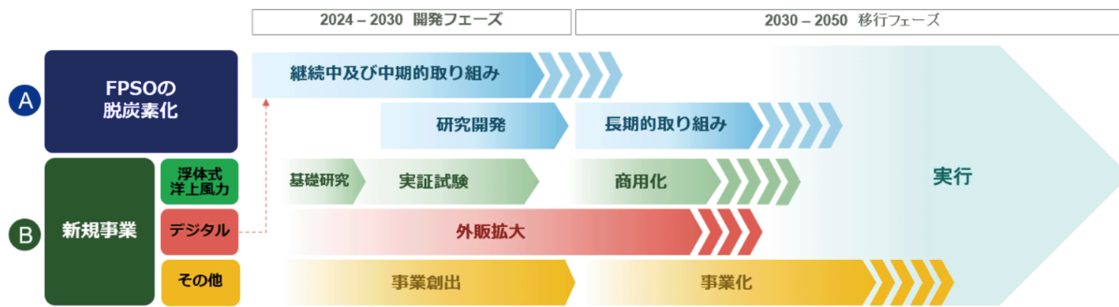 2024 – 2030 開発フェーズ
2030 – 2050 移行フェーズ
A
FPSOの
脱炭素化
継続中及び中期的取り組み
研究開発
長期的取り組み
B
新規事業
浮体式
洋上風力
基礎研究
実証試験
商用化
デジタル
外販拡大
その他
事業創出
事業化
実行